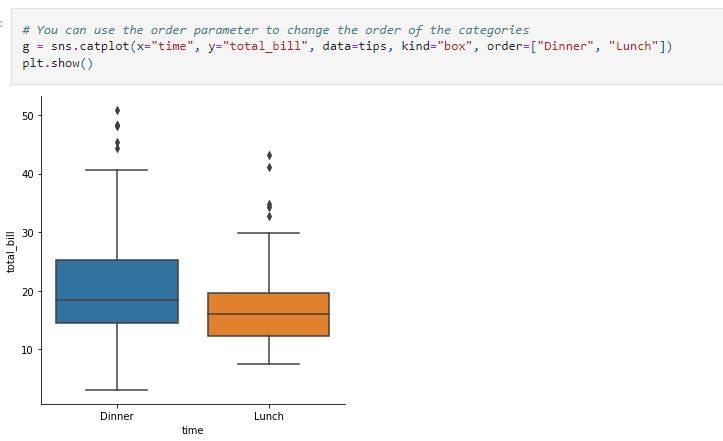 # You can use the order parameter to change the order of the categories
g = sns.catplot(x="time", y="total_bill", data=tips, kind="box", order=["Dinner", "Lunch"])
plt.show()
50
40
30
20
10
total_bill
Dinner
Lunch
time